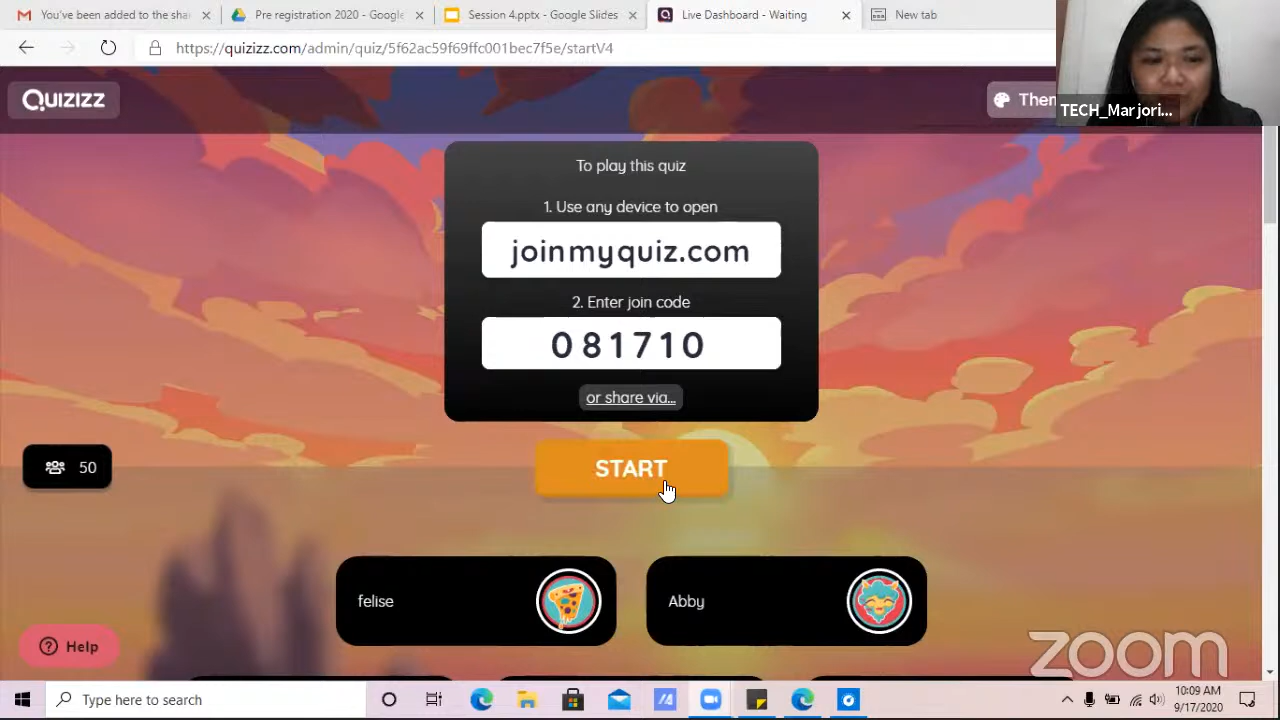 You've been added to the sha
Pre registration 2020 - Google
Session 4.pptx - Google Slides
Live Dashboard - Waiting
New tab
https://quizizz.com/admin/quiz/5f62ac59f69ffc001bec7f5e/startV4
Quizizz
Them
TECH_Marjori...
To play this quiz
1. Use any device to open
joinmyquiz.com
2. Enter join code
081710
or share via...
50
START
felise
Abby
Help
zoom
Type here to search
10:09 AM
9/17/2020